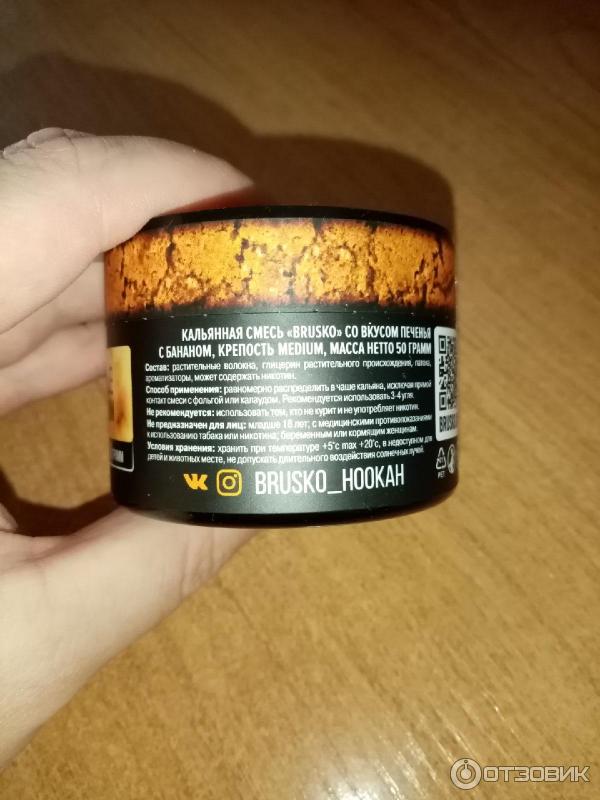 КАЛЬЯННАЯ СМЕСЬ «BRUSKO» СО ВКУСОМ ПЕЧЕНЬЯ
С БАНАНОМ, КРЕПОСТЬ MEDIUM, МАССА НЕТТО 50 ГРАММ
Состав: растительные волокна, глицерин растительного происхождения, патока,
ароматизаторы, может содержать никотин.
Способ применения: равномерно распределить в чаше кальяна, исключая прямой
контакт смеси с фольгой или калаудом. Рекомендуется использовать 3-4 угля.
Не рекомендуется: использовать тем, кто не курит и не употребляет никотин.
Не предназначен для лиц: младше 18 лет; с медицинскими противопоказаниями
к использованию табака или никотина; беременным или кормящим женщинам.
Условия хранения: хранить при температуре +5°с max +20°с, в недоступном для
детей и животных месте, не допускать длительного воздействия солнечных лучей.
BRUSKO_HOOKAH
BRUSK
PET
ОТЗОВИК